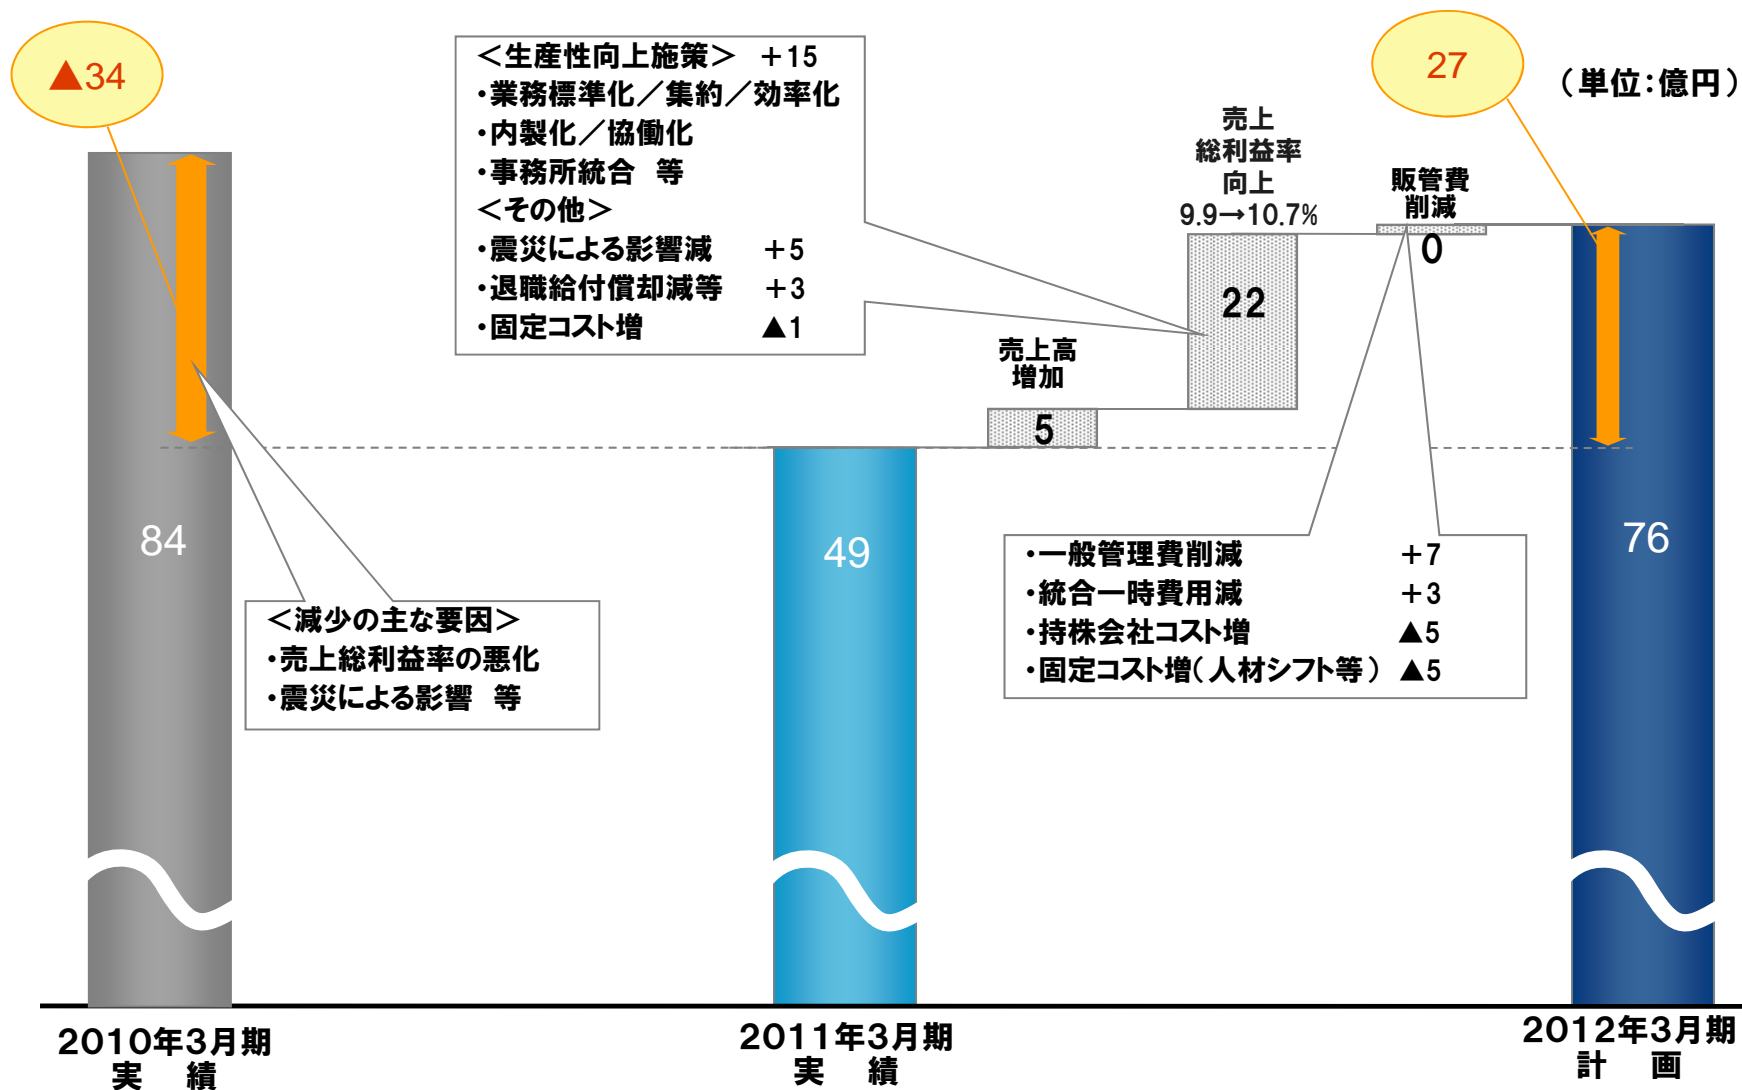 ▲34
27
（単位：億円）
＜生産性向上施策＞ ＋15
・業務標準化／集約／効率化
・内製化／協働化
・事務所統合 等
＜その他＞
・震災による影響減 ＋5
・退職給付償却減等 ＋3
・固定コスト増 ▲1
売上
総利益率
向上
9.9→10.7%
販管費
削減
0
22
売上高
増加
5
84
49
76
・一般管理費削減 ＋7
・統合一時費用減 ＋3
・持株会社コスト増 ▲5
・固定コスト増（人材シフト等） ▲5
＜減少の主な要因＞
・売上総利益率の悪化
・震災による影響 等
2010年3月期
実 績
2011年3月期
実 績
2012年3月期
計 画